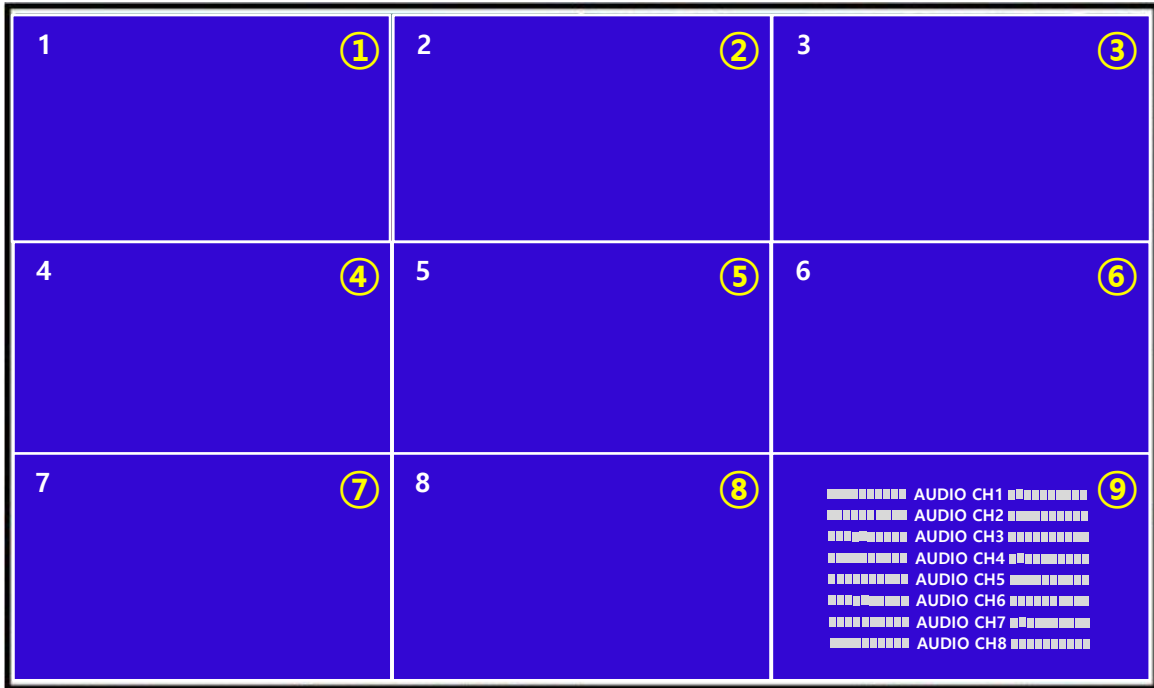 1 ①
2 ②
3 ③
4 ④
5 ⑤
6 ⑥
7 ⑦
8 ⑧
⑨
AUDIO CH1
AUDIO CH2
AUDIO CH3
AUDIO CH4
AUDIO CH5
AUDIO CH6
AUDIO CH7
AUDIO CH8